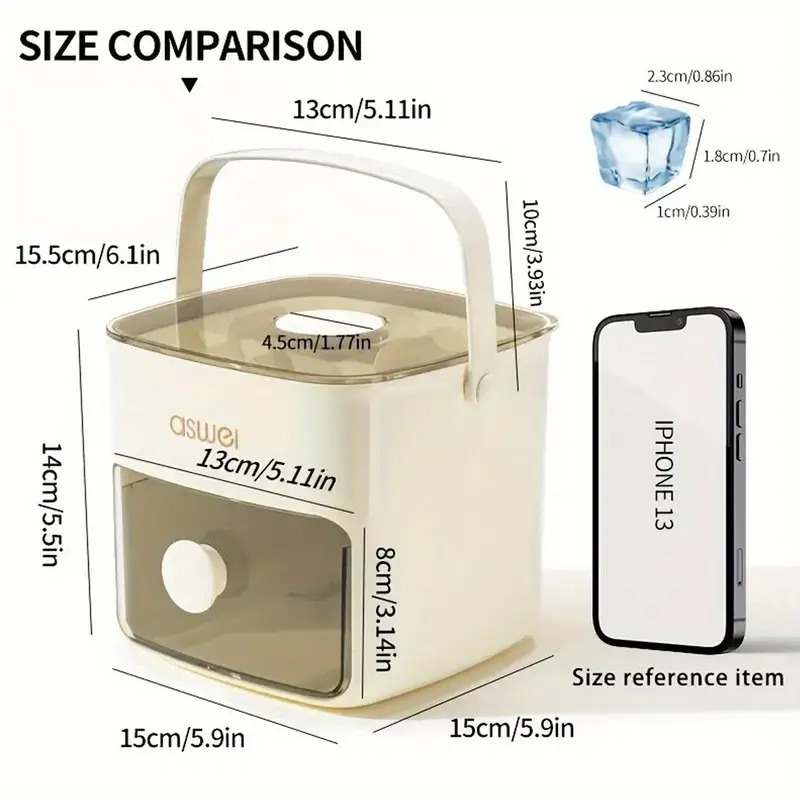 SIZE COMPARISON
13cm/5.11in
2.3cm/0.86in
1.8cm/0.7in
1cm/0.39in
10cm/3.93in
15.5cm/6.1in
4.5cm/1.77in
aswei
13cm/5.11in
14cm/5.5in
8cm/3.14in
IPHONE 13
Size reference item
15cm/5.9in
15cm/5.9in